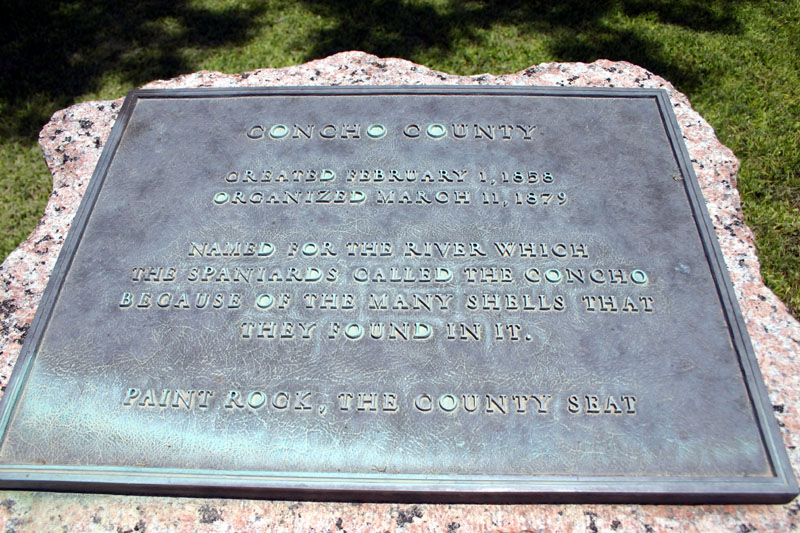 CONCHO COUNTY
CREATED FEBRUARY 1, 1858
ORGANIZED MARCH 11, 1879
NAMED FOR THE RIVER WHICH
THE SPANIARDS CALLED THE CONCHO
BECAUSE OF THE MANY SHELLS THAT
THEY FOUND IN IT.
PAINT ROCK, THE COUNTY SEAT